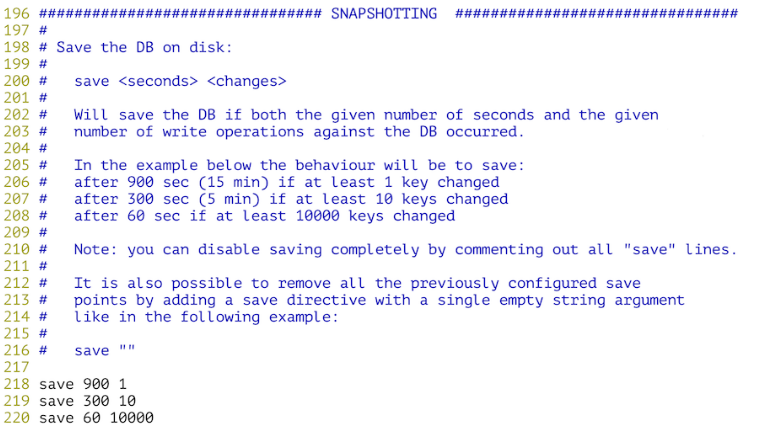 196 ################################ SNAPSHOTTING  ################################
197 #
198 # Save the DB on disk:
199 #
200 #   save <seconds> <changes>
201 #
202 #   Will save the DB if both the given number of seconds and the given
203 #   number of write operations against the DB occurred.
204 #
205 #   In the example below the behaviour will be to save:
206 #   after 900 sec (15 min) if at least 1 key changed
207 #   after 300 sec (5 min) if at least 10 keys changed
208 #   after 60 sec if at least 10000 keys changed
209 #
210 #   Note: you can disable saving completely by commenting out all "save" lines.
211 #
212 #   It is also possible to remove all the previously configured save
213 #   points by adding a save directive with a single empty string argument
214 #   like in the following example:
215 #
216 #   save ""
217
218 save 900 1
219 save 300 10
220 save 60 10000